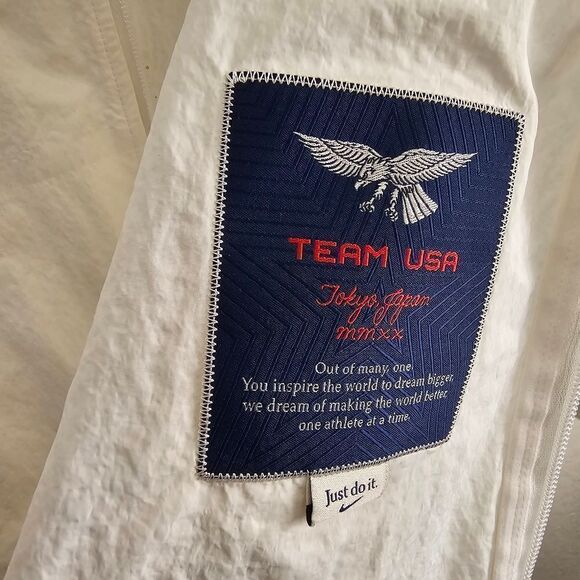 TEAM USA
Tokyo, Japan
mmxx
Out of many, one
You inspire the world to dream bigger,
we dream of making the world better,
one athlete at a time.
Just do it.